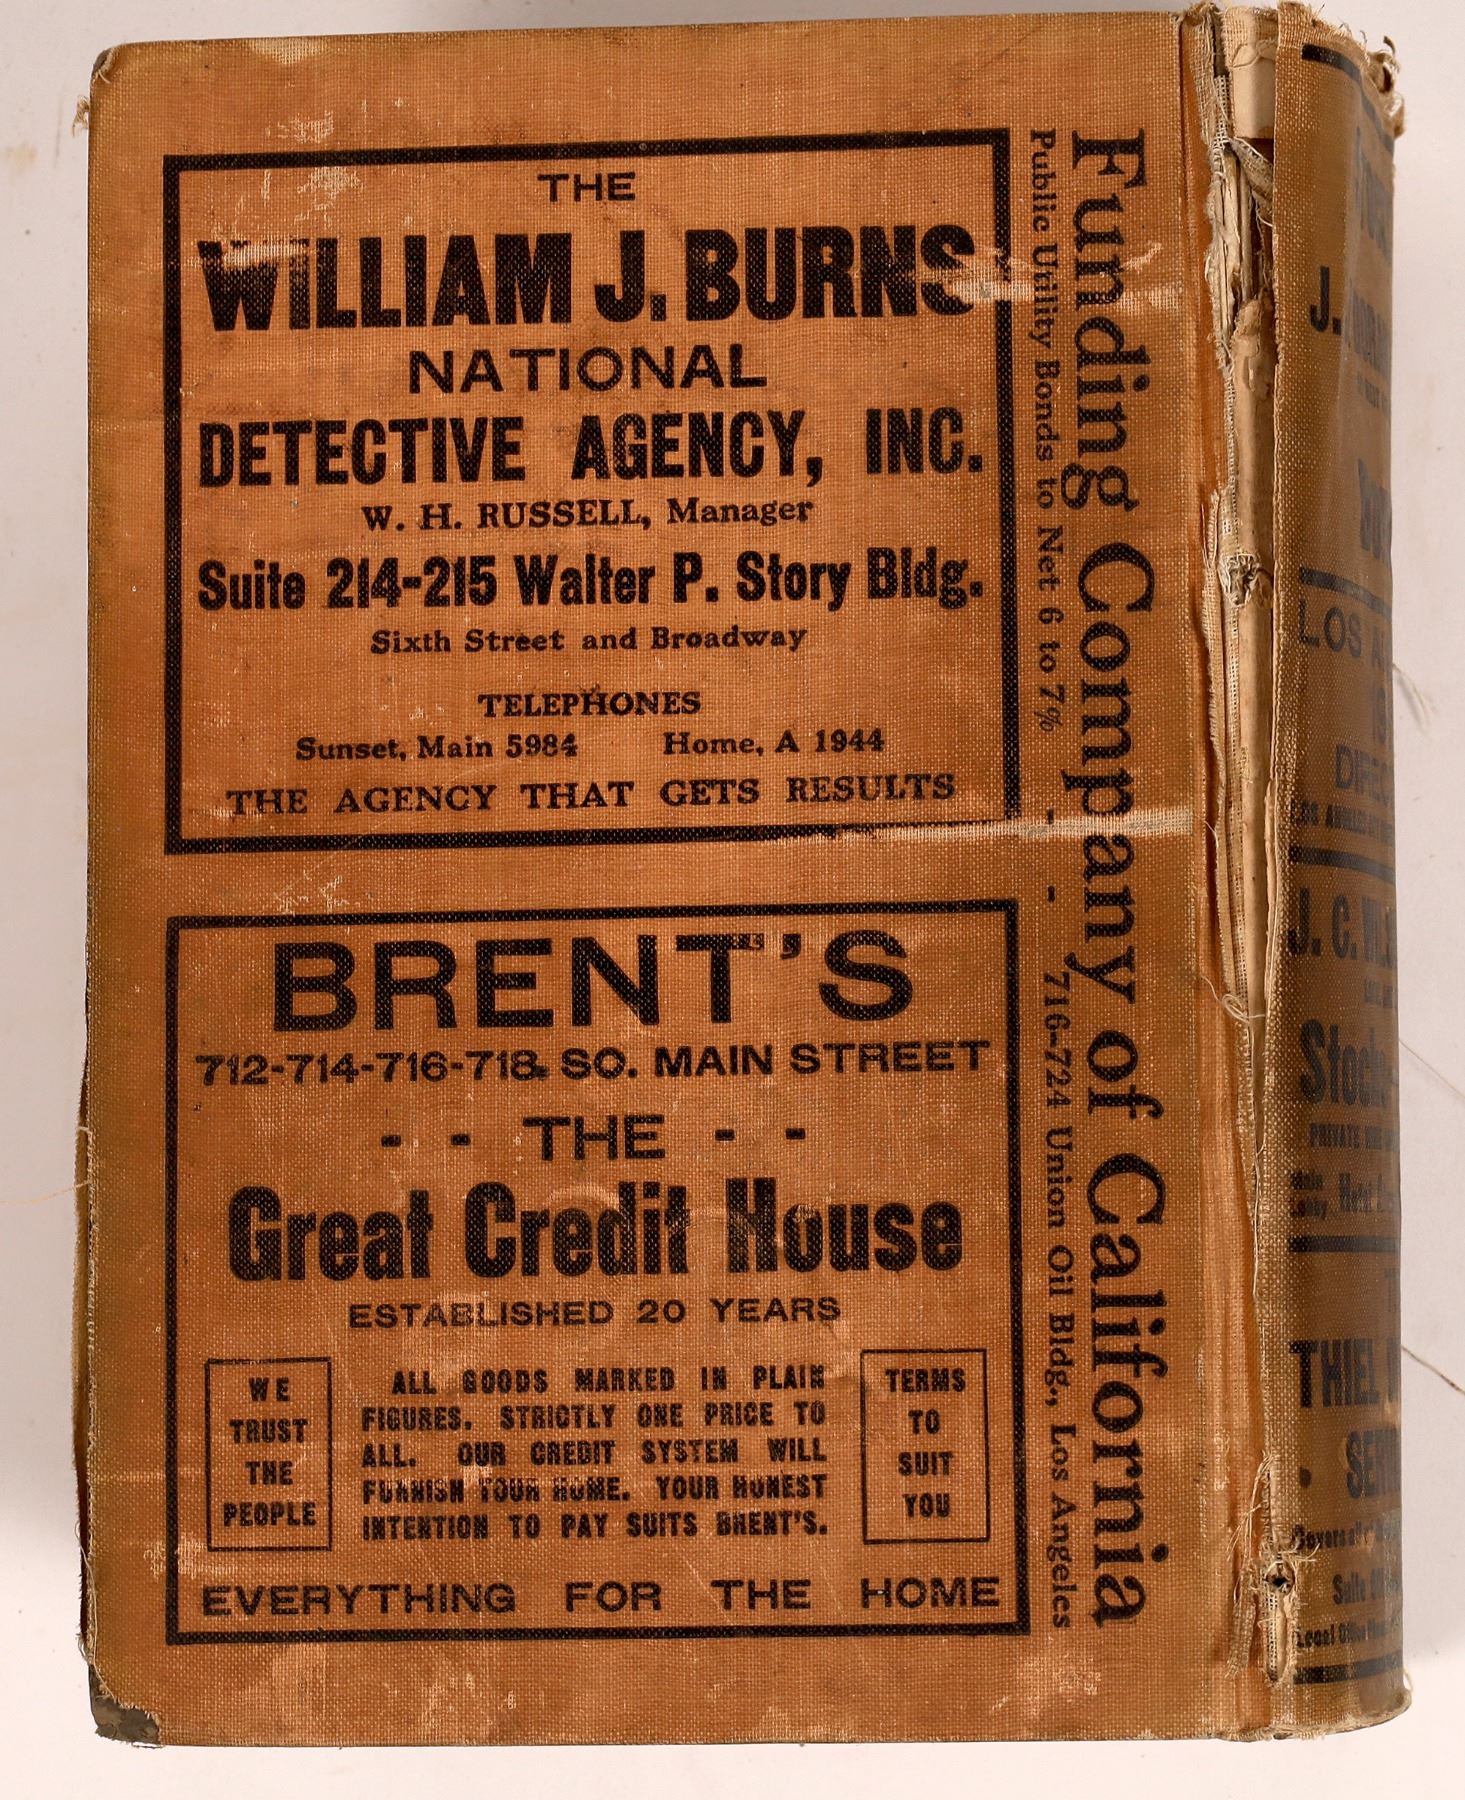 THE
WILLIAM J. BURNS
NATIONAL
DETECTIVE AGENCY, INC.
W. H. RUSSELL, Manager
Suite 214-215 Walter P. Story Bldg.
Sixth Street and Broadway
TELEPHONES
Sunset, Main 5984 Home, A 1944
THE AGENCY THAT GETS RESULTS
BRENT'S
712-714-716-718 SO. MAIN STREET
- - THE - -
Great Credit House
ESTABLISHED 20 YEARS
WE
TRUST
THE
PEOPLE
ALL GOODS MARKED IN PLAIN
FIGURES. STRICTLY ONE PRICE TO
ALL. OUR CREDIT SYSTEM WILL
FURNISH YOUR HOME. YOUR HONEST
INTENTION TO PAY SUITS BRENT'S.
TERMS
TO
SUIT
YOU
EVERYTHING FOR THE HOME
Funding Company of California
Public Utility Bonds to Net 6 to 7% - - 716-724 Union Oil Bldg., Los Angeles
J.
LOS
J. C.
PRIVATE
THIEL
Suite
Local